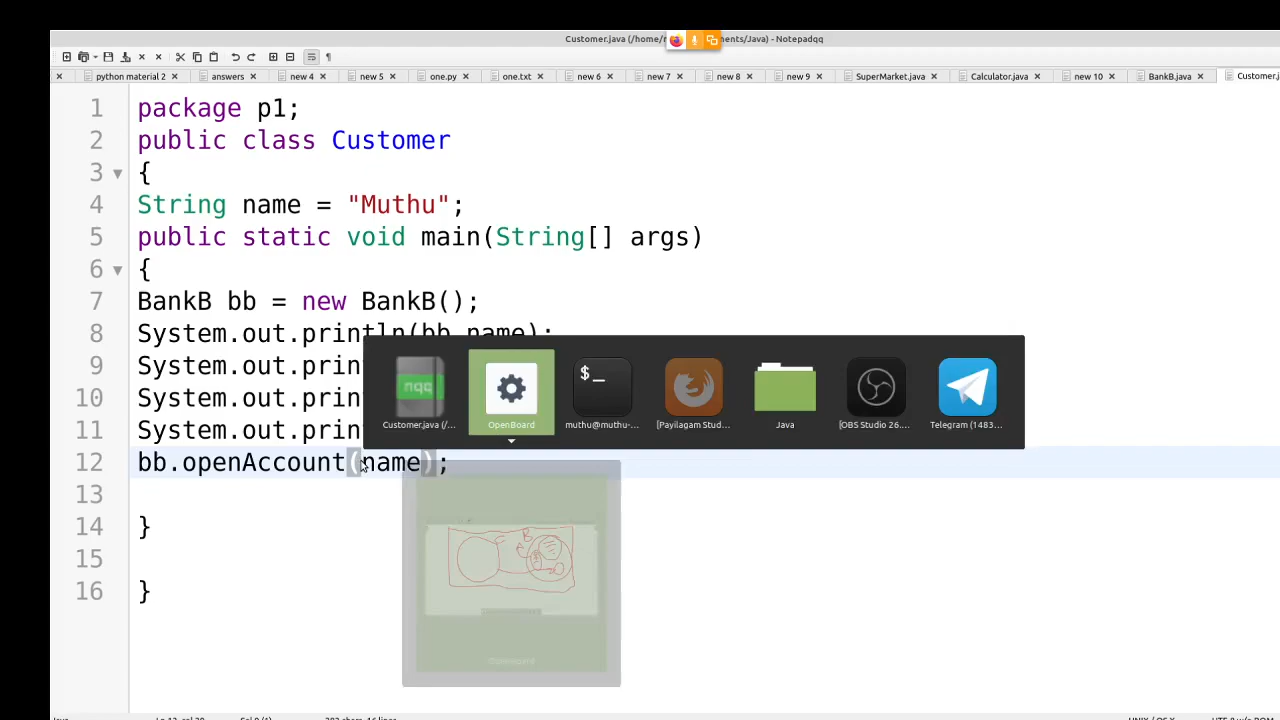 Customer.java (/home/ ments/Java) - Notepadqq
python material 2 answers new 4 new 5 one.py one.txt new 6 new 7 new 8 new 9 SuperMarket.java Calculator.java new 10 BankB.java Customer.j
1 package p1;
2 public class Customer
3 {
4 String name = "Muthu";
5 public static void main(String[] args)
6 {
7 BankB bb = new BankB();
8 System.out.println(bb.name);
9 System.out.print
10 System.out.print
11 System.out.prin
nqq
$_
Customer.java (/... OpenBoard muthu@muthu-... [Payilagam Stud... Java [OBS Studio 26.... Telegram (1483...
12 bb.openAccount(name);
13
14 }
15
16 }